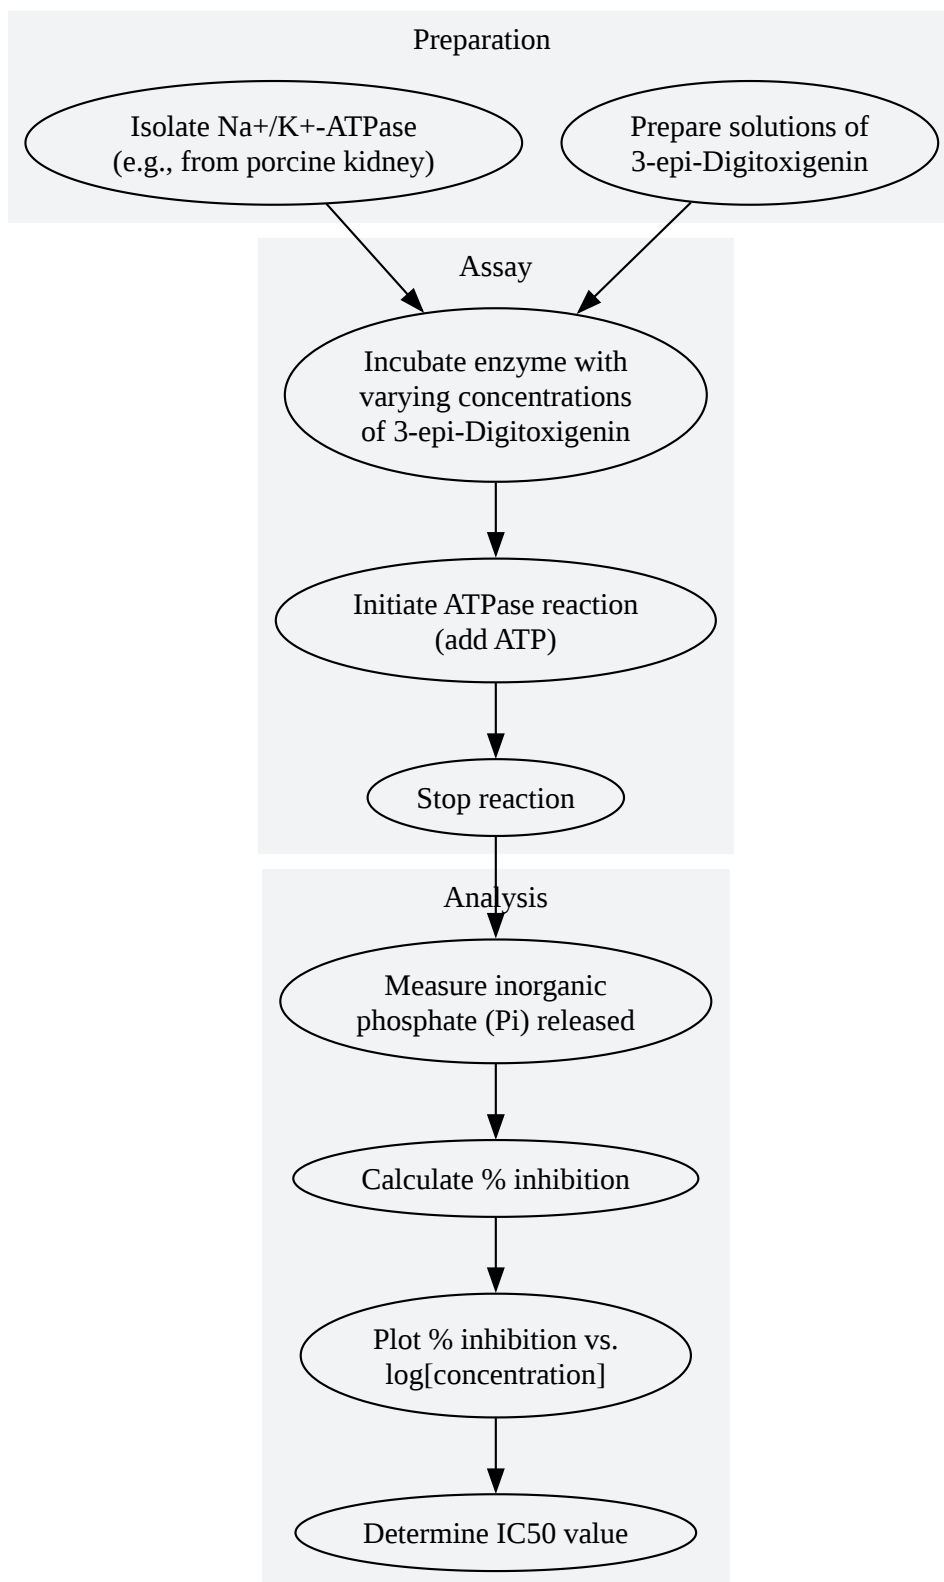 Preparation
Isolate Na+/K+-ATPase
(e.g., from porcine kidney)
Prepare solutions of
3-epi-Digitoxigenin
Assay
Incubate enzyme with
varying concentrations
of 3-epi-Digitoxigenin
Initiate ATPase reaction
(add ATP)
Stop reaction
Analysis
Measure inorganic
phosphate (Pi) released
Calculate % inhibition
Plot % inhibition vs.
log[concentration]
Determine IC50 value